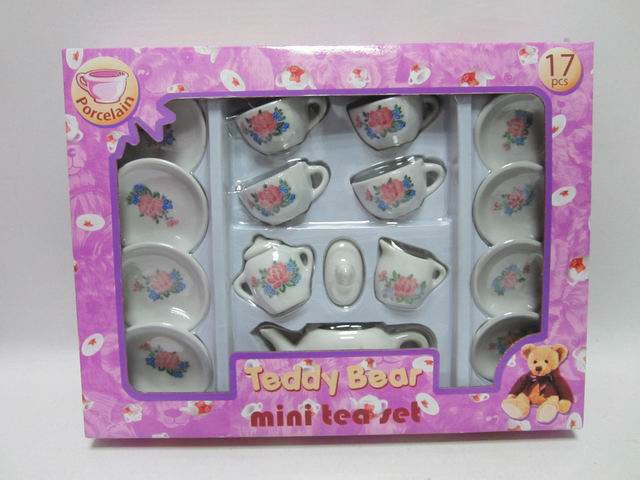 Porcelain
17
pcs
Teddy Bear
mini tea set